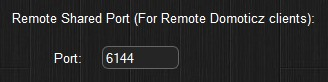 Remote Shared Port (For Remote Domoticz clients):
Port: 6144